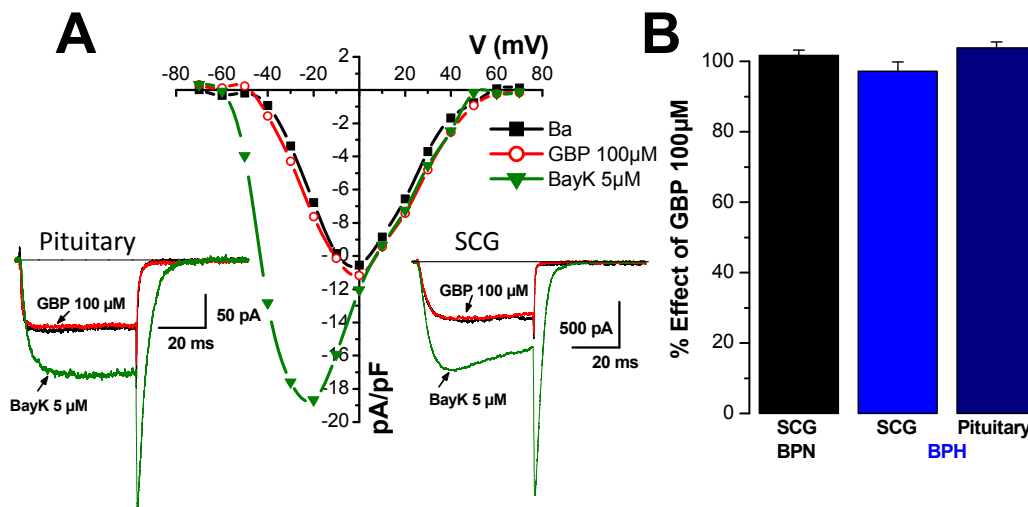 A
V (mV)
-80 -60 -40 -20 0 20 40 60 80
2
0
-2
-4
-6
-8
-10
-12
-14
-16
-18
-20
pA/pF
Ba
GBP 100µM
BayK 5µM
Pituitary
GBP 100 µM
BayK 5 µM
50 pA
20 ms
SCG
GBP 100 µM
BayK 5 µM
500 pA
20 ms
B
% Effect of GBP 100µM
100
80
60
40
20
0
SCG SCG Pituitary
BPN BPH